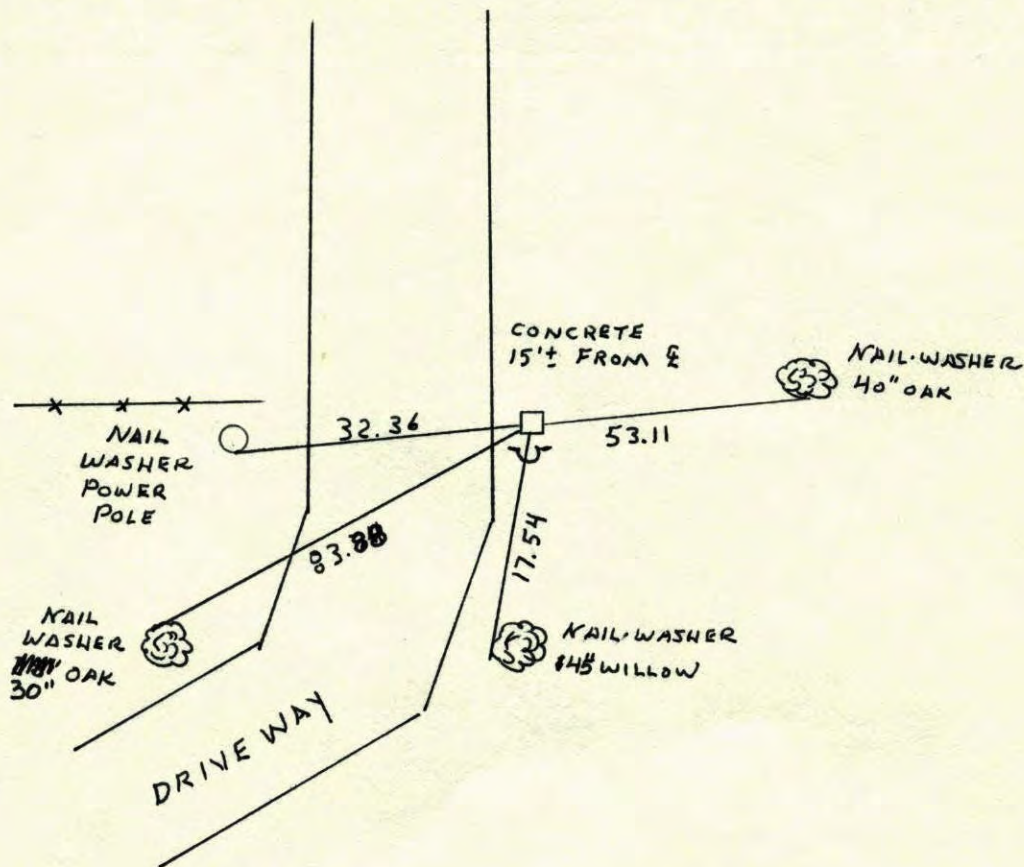 CONCRETE
15'± FROM ℄
NAIL·WASHER
40" OAK
32.36
53.11
NAIL
WASHER
POWER
POLE
17.54
NAIL
WASHER
OAK
30"
NAIL·WASHER
WILLOW
DRIVE WAY